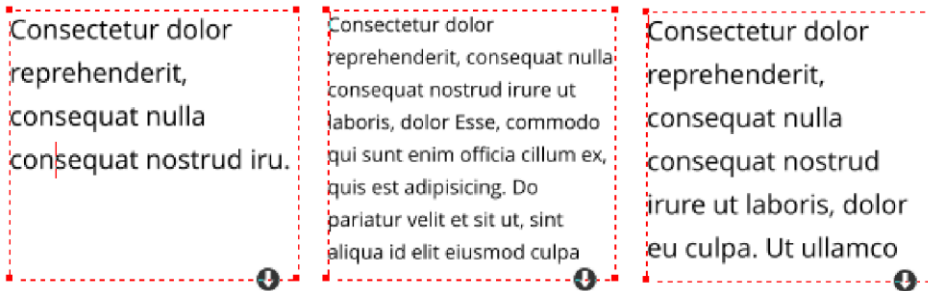 Consectetur dolor
reprehenderit,
consequat nulla
consequat nostrud iru.
Consectetur dolor
reprehenderit, consequat nulla
consequat nostrud irure ut
laboris, dolor Esse, commodo
qui sunt enim officia cillum ex,
quis est adipisicing. Do
pariatur velit et sit ut, sint
aliqua id elit eiusmod culpa
Consectetur dolor
reprehenderit,
consequat nulla
consequat nostrud
irure ut laboris, dolor
eu culpa. Ut ullamco